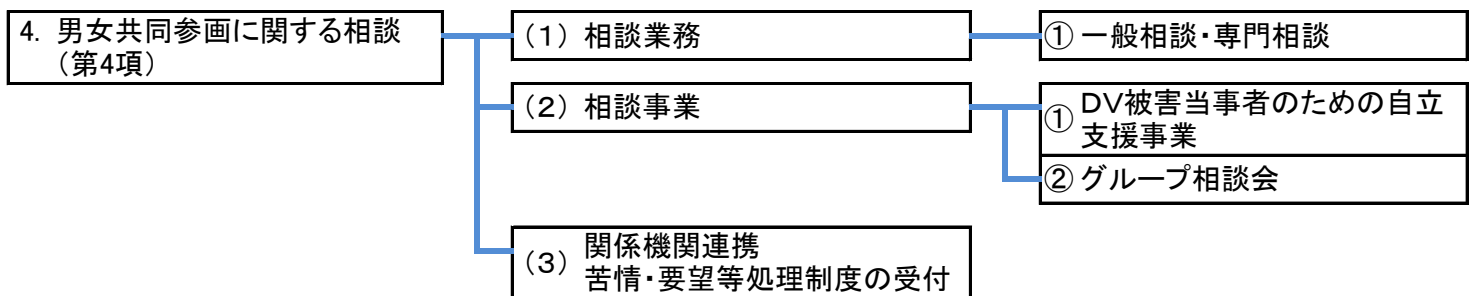 4. 男女共同参画に関する相談
（第4項）
（１） 相談業務
① 一般相談・専門相談
（２） 相談事業
① ＤＶ被害当事者のための自立
支援事業
② グループ相談会
（３） 関係機関連携
苦情・要望等処理制度の受付